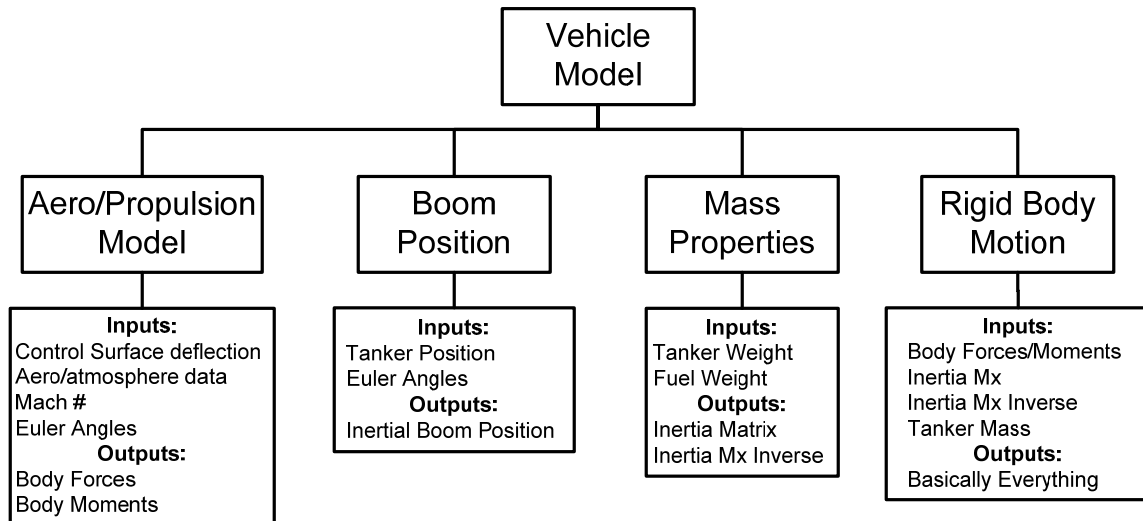 Vehicle
Model
Aero/Propulsion
Model
Boom
Position
Mass
Properties
Rigid Body
Motion
Inputs:
Control Surface deflection
Aero/atmosphere data
Mach #
Euler Angles
Outputs:
Body Forces
Body Moments
Inputs:
Tanker Position
Euler Angles
Outputs:
Inertial Boom Position
Inputs:
Tanker Weight
Fuel Weight
Outputs:
Inertia Matrix
Inertia Mx Inverse
Inputs:
Body Forces/Moments
Inertia Mx
Inertia Mx Inverse
Tanker Mass
Outputs:
Basically Everything